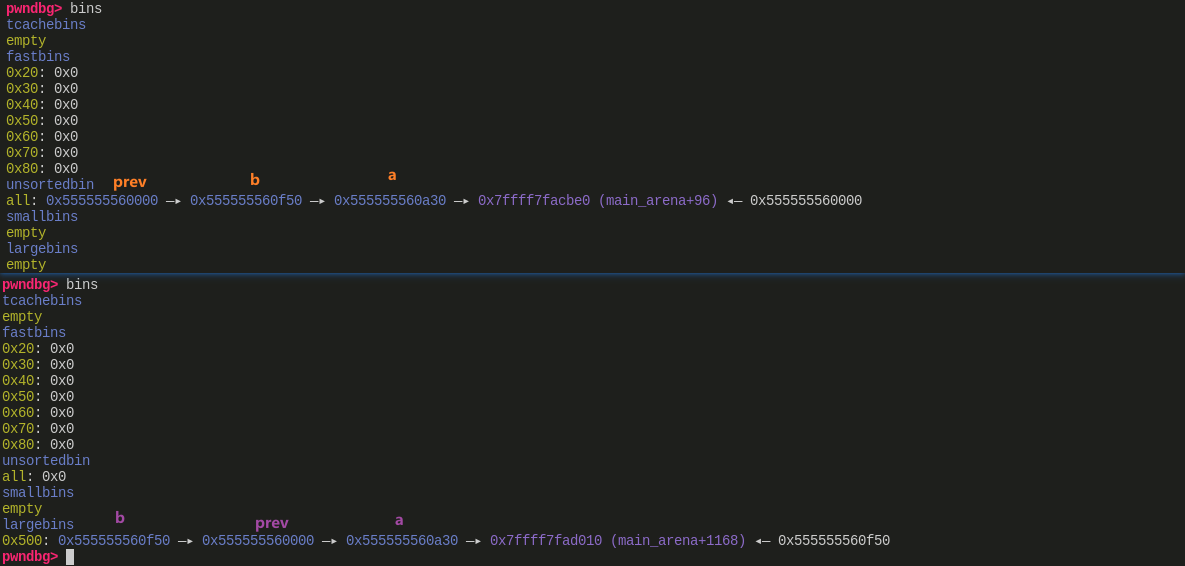 pwndbg> bins
tcachebins
empty
fastbins
0x20: 0x0
0x30: 0x0
0x40: 0x0
0x50: 0x0
0x60: 0x0
0x70: 0x0
0x80: 0x0
unsortedbin prev b a
all: 0x555555560000 —▸ 0x555555560f50 —▸ 0x555555560a30 —▸ 0x7ffff7facbe0 (main_arena+96) ◂— 0x555555560000
smallbins
empty
largebins
empty
pwndbg> bins
tcachebins
empty
fastbins
0x20: 0x0
0x30: 0x0
0x40: 0x0
0x50: 0x0
0x60: 0x0
0x70: 0x0
0x80: 0x0
unsortedbin
all: 0x0
smallbins
empty
largebins b prev a
0x500: 0x555555560f50 —▸ 0x555555560000 —▸ 0x555555560a30 —▸ 0x7ffff7fad010 (main_arena+1168) ◂— 0x555555560f50
pwndbg>